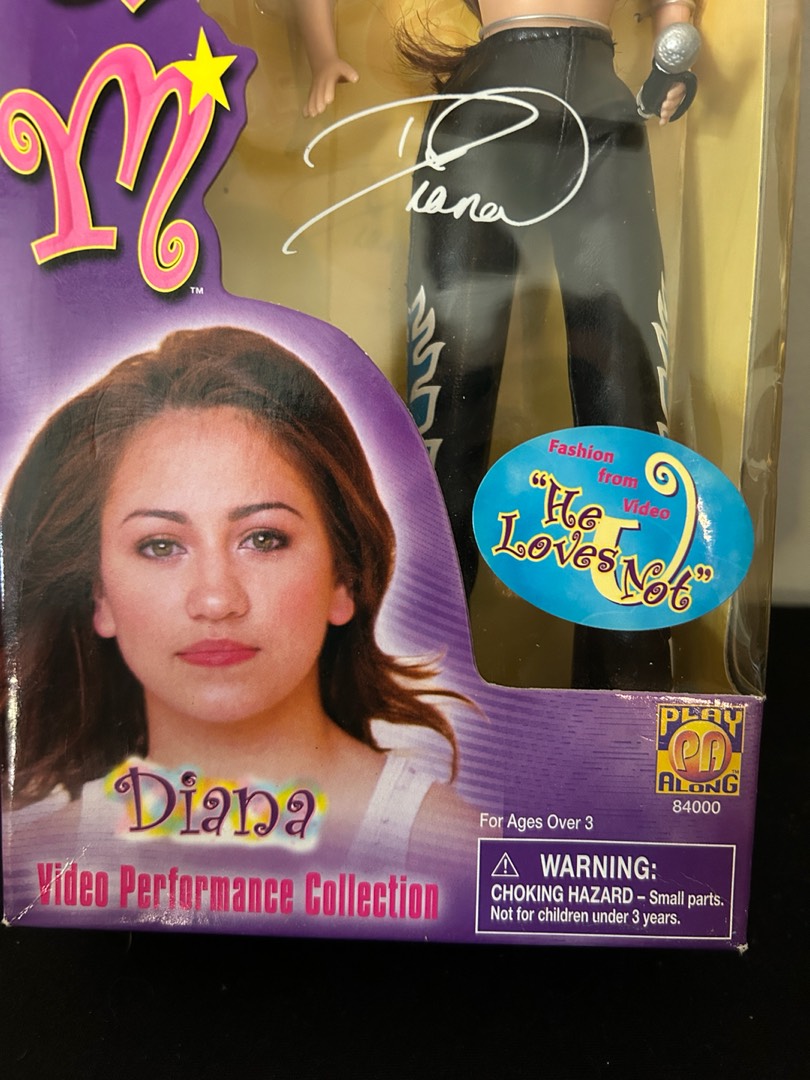 m
TM
Diana
Fashion
from
Video
"He
Loves Not"
PLAY
PA
ALONG
84000
Diana
Video Performance Collection
For Ages Over 3
WARNING:
CHOKING HAZARD – Small parts.
Not for children under 3 years.